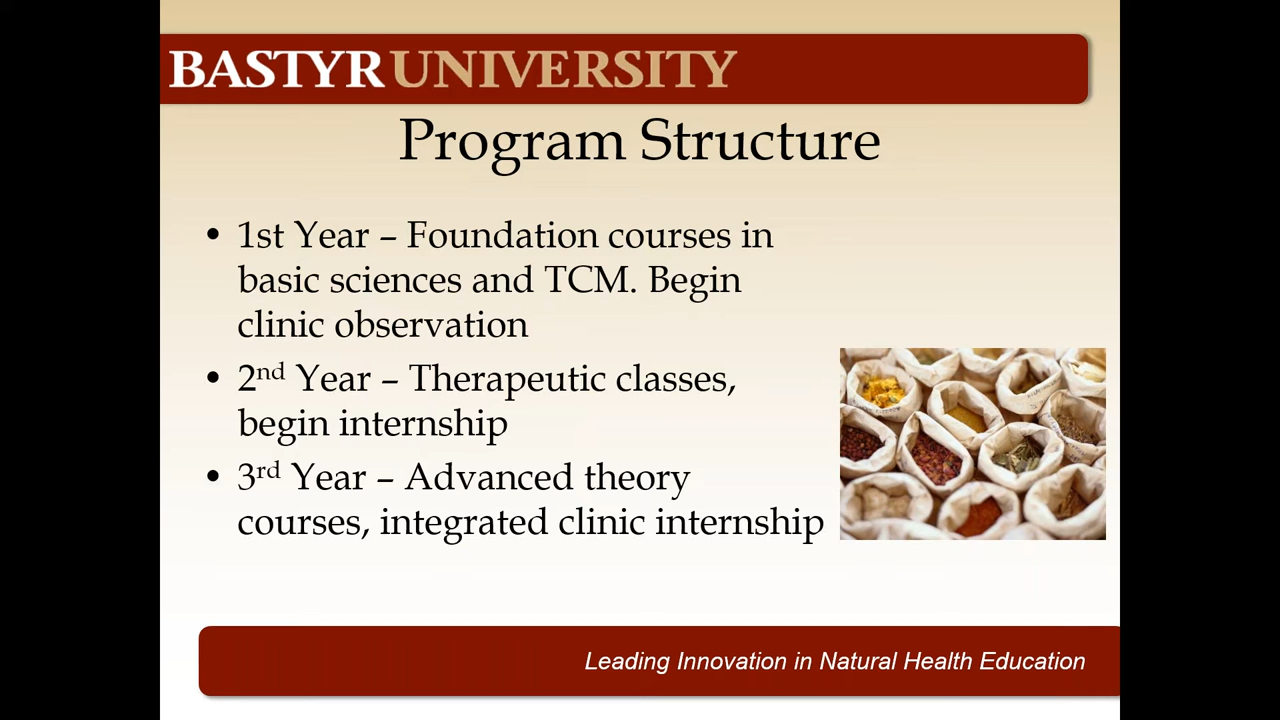 BASTYR UNIVERSITY
Program Structure
• 1st Year – Foundation courses in
basic sciences and TCM. Begin
clinic observation
• 2nd Year – Therapeutic classes,
begin internship
• 3rd Year – Advanced theory
courses, integrated clinic internship
Leading Innovation in Natural Health Education